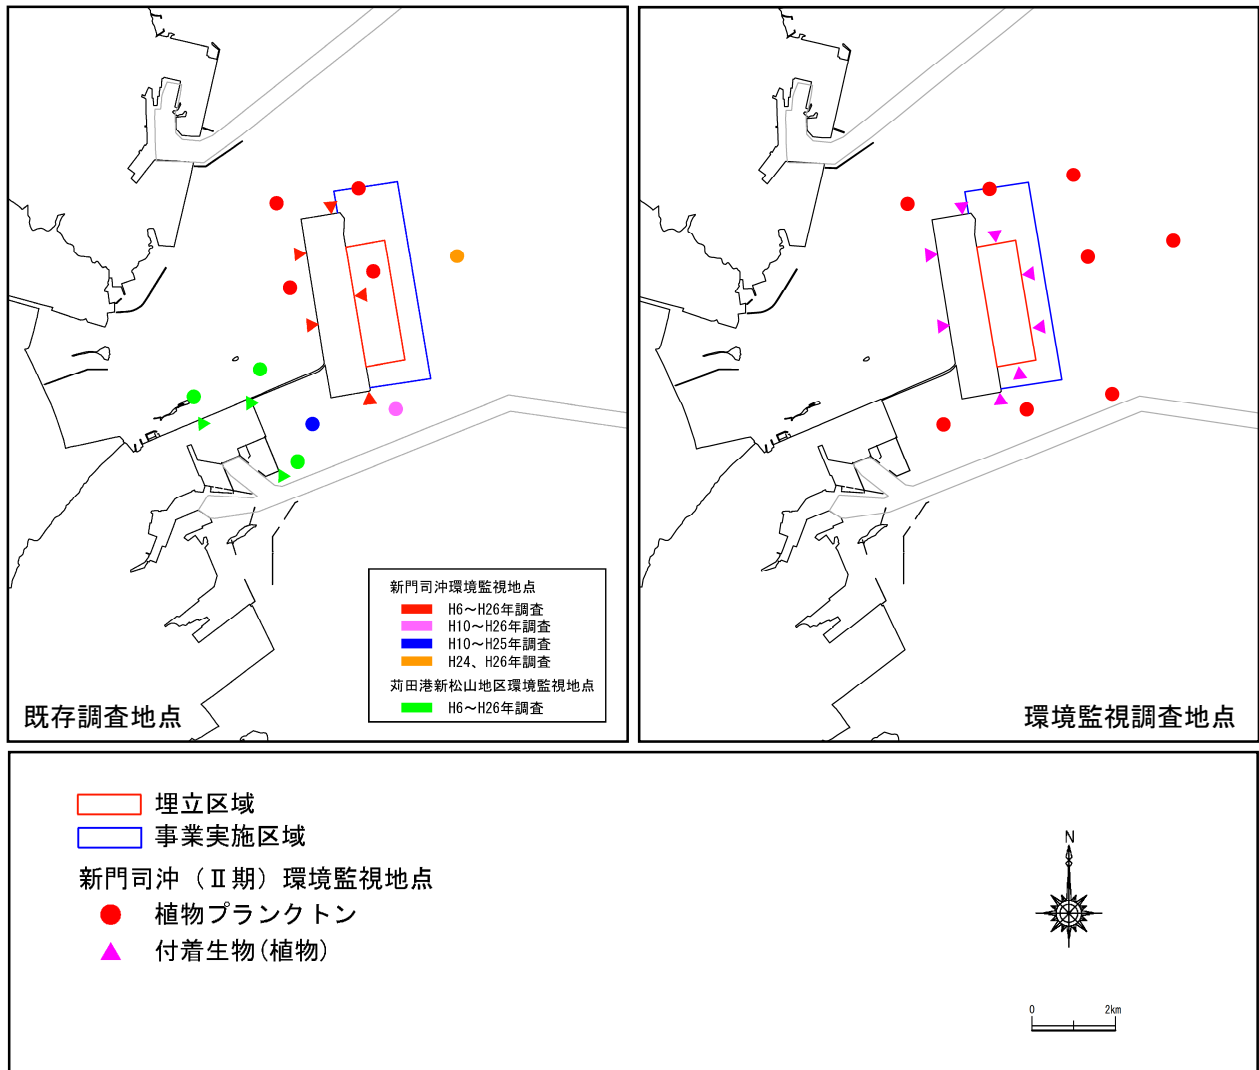 新門司沖環境監視地点
H6～H26年調査
H10～H26年調査
H10～H25年調査
H24、H26年調査
苅田港新松山地区環境監視地点
H6～H26年調査
既存調査地点
環境監視調査地点
埋立区域
事業実施区域
新門司沖（Ⅱ期）環境監視地点
植物プランクトン
付着生物(植物)
N
0 2km